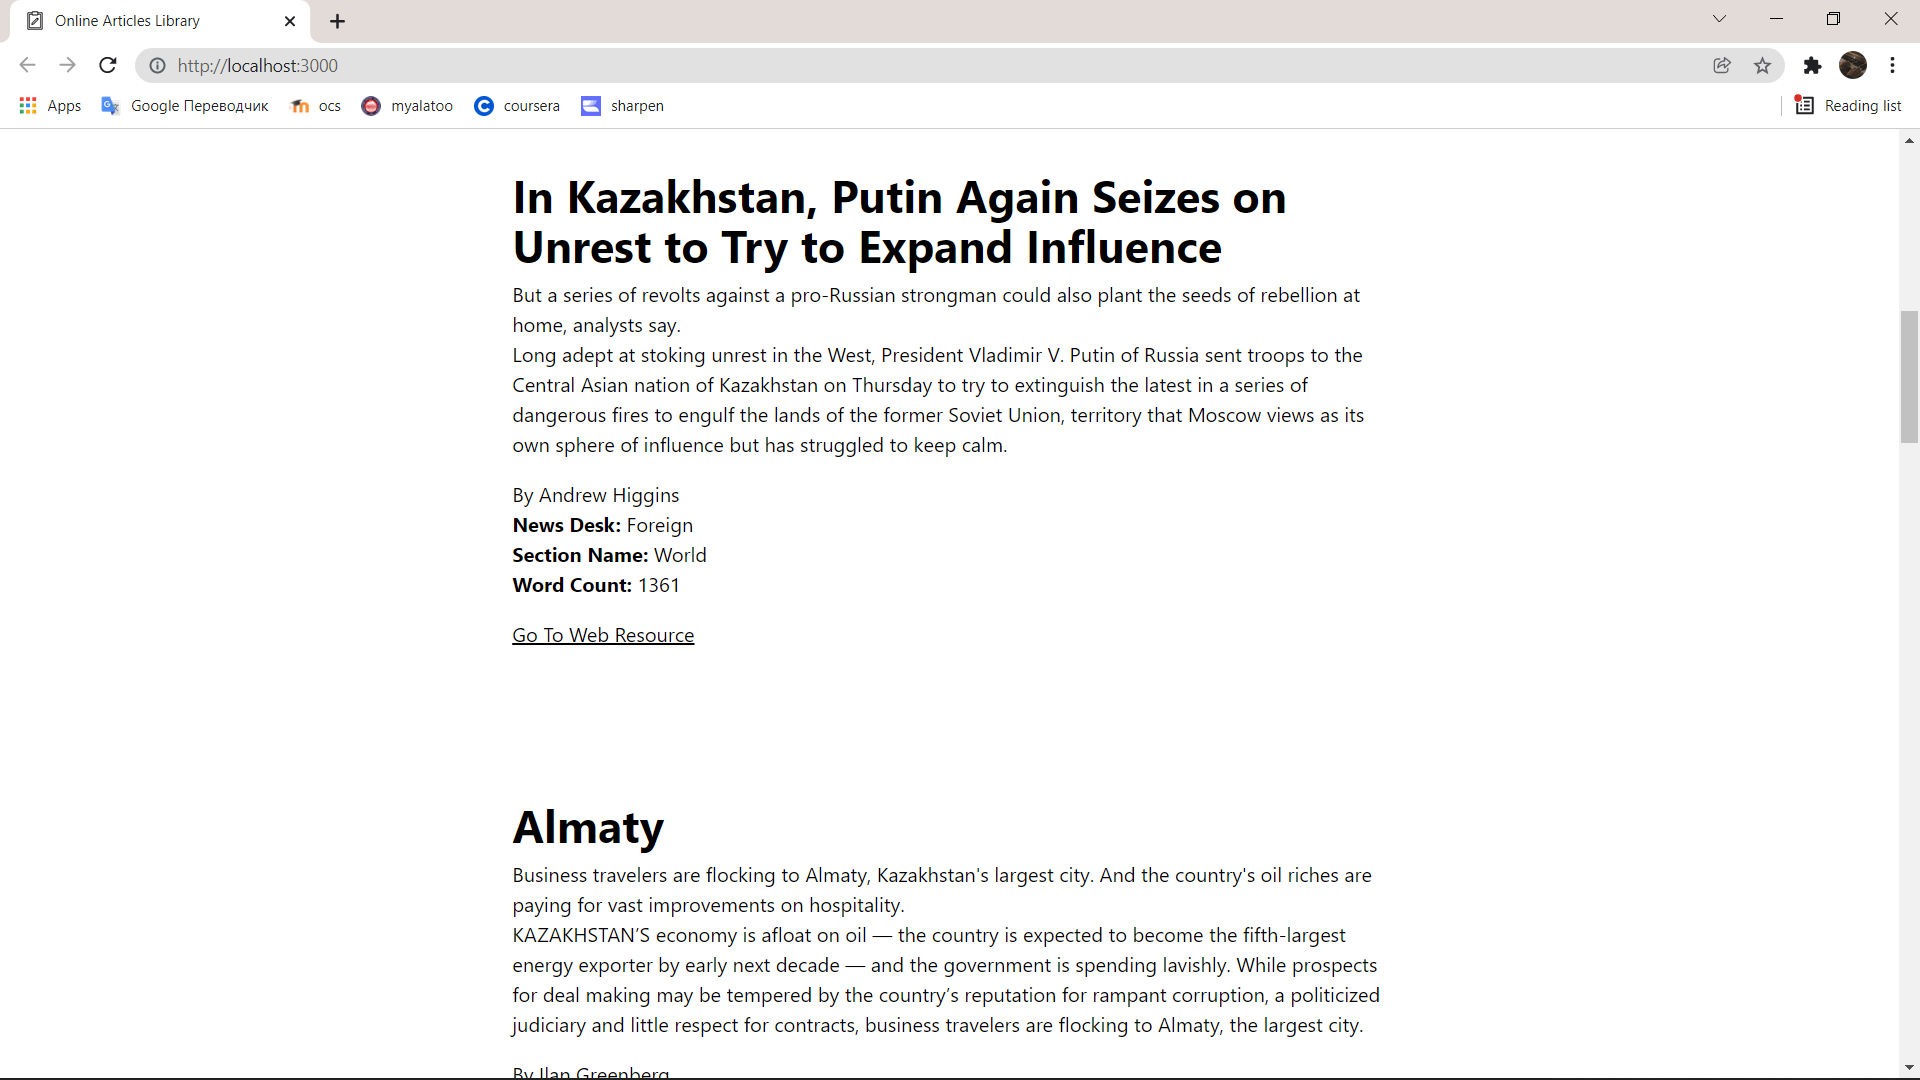 Online Articles Library
http://localhost:3000
Apps
Google Переводчик
ocs
myalatoo
coursera
sharpen
Reading list
In Kazakhstan, Putin Again Seizes on
Unrest to Try to Expand Influence
But a series of revolts against a pro-Russian strongman could also plant the seeds of rebellion at
home, analysts say.
Long adept at stoking unrest in the West, President Vladimir V. Putin of Russia sent troops to the
Central Asian nation of Kazakhstan on Thursday to try to extinguish the latest in a series of
dangerous fires to engulf the lands of the former Soviet Union, territory that Moscow views as its
own sphere of influence but has struggled to keep calm.
By Andrew Higgins
News Desk: Foreign
Section Name: World
Word Count: 1361
Go To Web Resource
Almaty
Business travelers are flocking to Almaty, Kazakhstan's largest city. And the country's oil riches are
paying for vast improvements on hospitality.
KAZAKHSTAN’S economy is afloat on oil — the country is expected to become the fifth-largest
energy exporter by early next decade — and the government is spending lavishly. While prospects
for deal making may be tempered by the country’s reputation for rampant corruption, a politicized
judiciary and little respect for contracts, business travelers are flocking to Almaty, the largest city.
By Ilan Greenberg